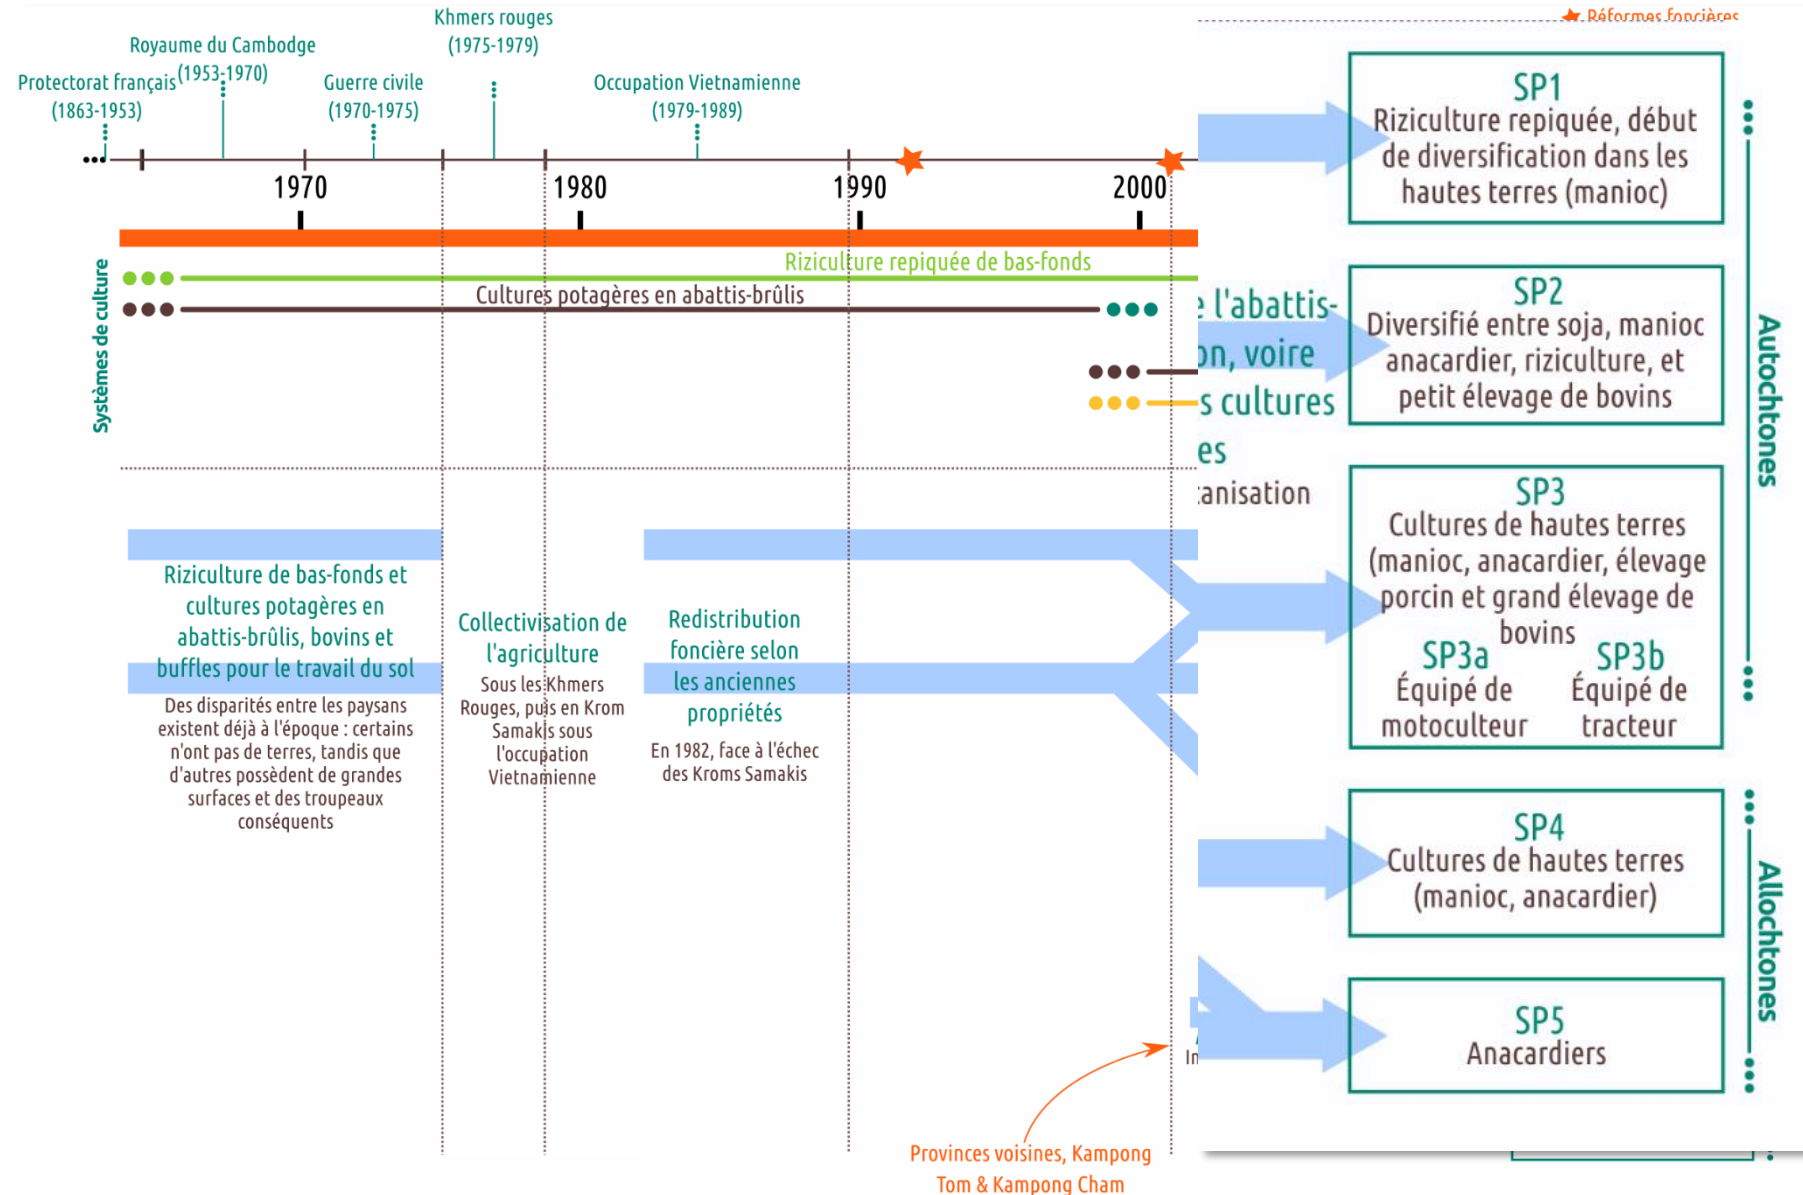 Khmers rouges
(1975-1979)
Royaume du Cambodge
(1953-1970)
Protectorat français
(1863-1953)
Guerre civile
(1970-1975)
Occupation Vietnamienne
(1979-1989)
Réformes foncières
1970
1980
1990
2000
Systèmes de culture
Riziculture repiquée de bas-fonds
Cultures potagères en abattis-brûlis
Riziculture de bas-fonds et
cultures potagères en
abattis-brûlis, bovins et
buffles pour le travail du sol
Des disparités entre les paysans
existent déjà à l'époque : certains
n'ont pas de terres, tandis que
d'autres possèdent de grandes
surfaces et des troupeaux
conséquents
Collectivisation de
l'agriculture
Sous les Khmers
Rouges, puis en Krom
Samakis sous
l'occupation
Vietnamienne
Redistribution
foncière selon
les anciennes
propriétés
En 1982, face à l'échec
des Kroms Samakis
Provinces voisines, Kampong
Tom & Kampong Cham
e l'abattis-
on, voire
s cultures
es
anisation
In
SP1
Riziculture repiquée, début
de diversification dans les
hautes terres (manioc)
SP2
Diversifié entre soja, manioc
anacardier, riziculture, et
petit élevage de bovins
SP3
Cultures de hautes terres
(manioc, anacardier, élevage
porcin et grand élevage de
bovins
SP3a
Équipé de
motoculteur
SP3b
Équipé de
tracteur
Autochtones
SP4
Cultures de hautes terres
(manioc, anacardier)
SP5
Anacardiers
Allochtones